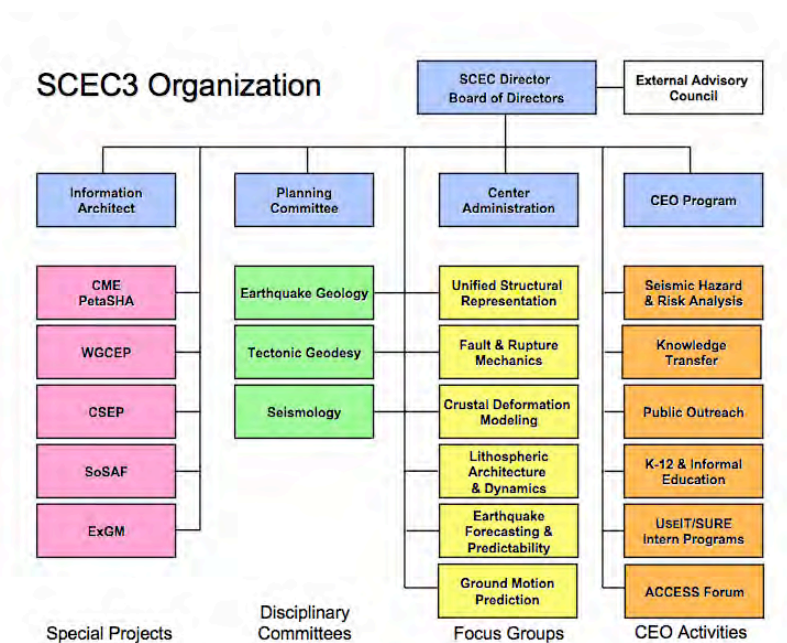 SCEC3 Organization
SCEC Director
Board of Directors
External Advisory
Council
Information
Architect
Planning
Committee
Center
Administration
CEO Program
CME
PetaSHA
Earthquake Geology
Unified Structural
Representation
Seismic Hazard
& Risk Analysis
WGCEP
Tectonic Geodesy
Fault & Rupture
Mechanics
Knowledge
Transfer
CSEP
Seismology
Crustal Deformation
Modeling
Public Outreach
SoSAF
Lithospheric
Architecture
& Dynamics
K-12 & Informal
Education
ExGM
Earthquake
Forecasting &
Predictability
USEIT/SURE
Intern Programs
Ground Motion
Prediction
ACCESS Forum
Special Projects
Disciplinary
Committees
Focus Groups
CEO Activities